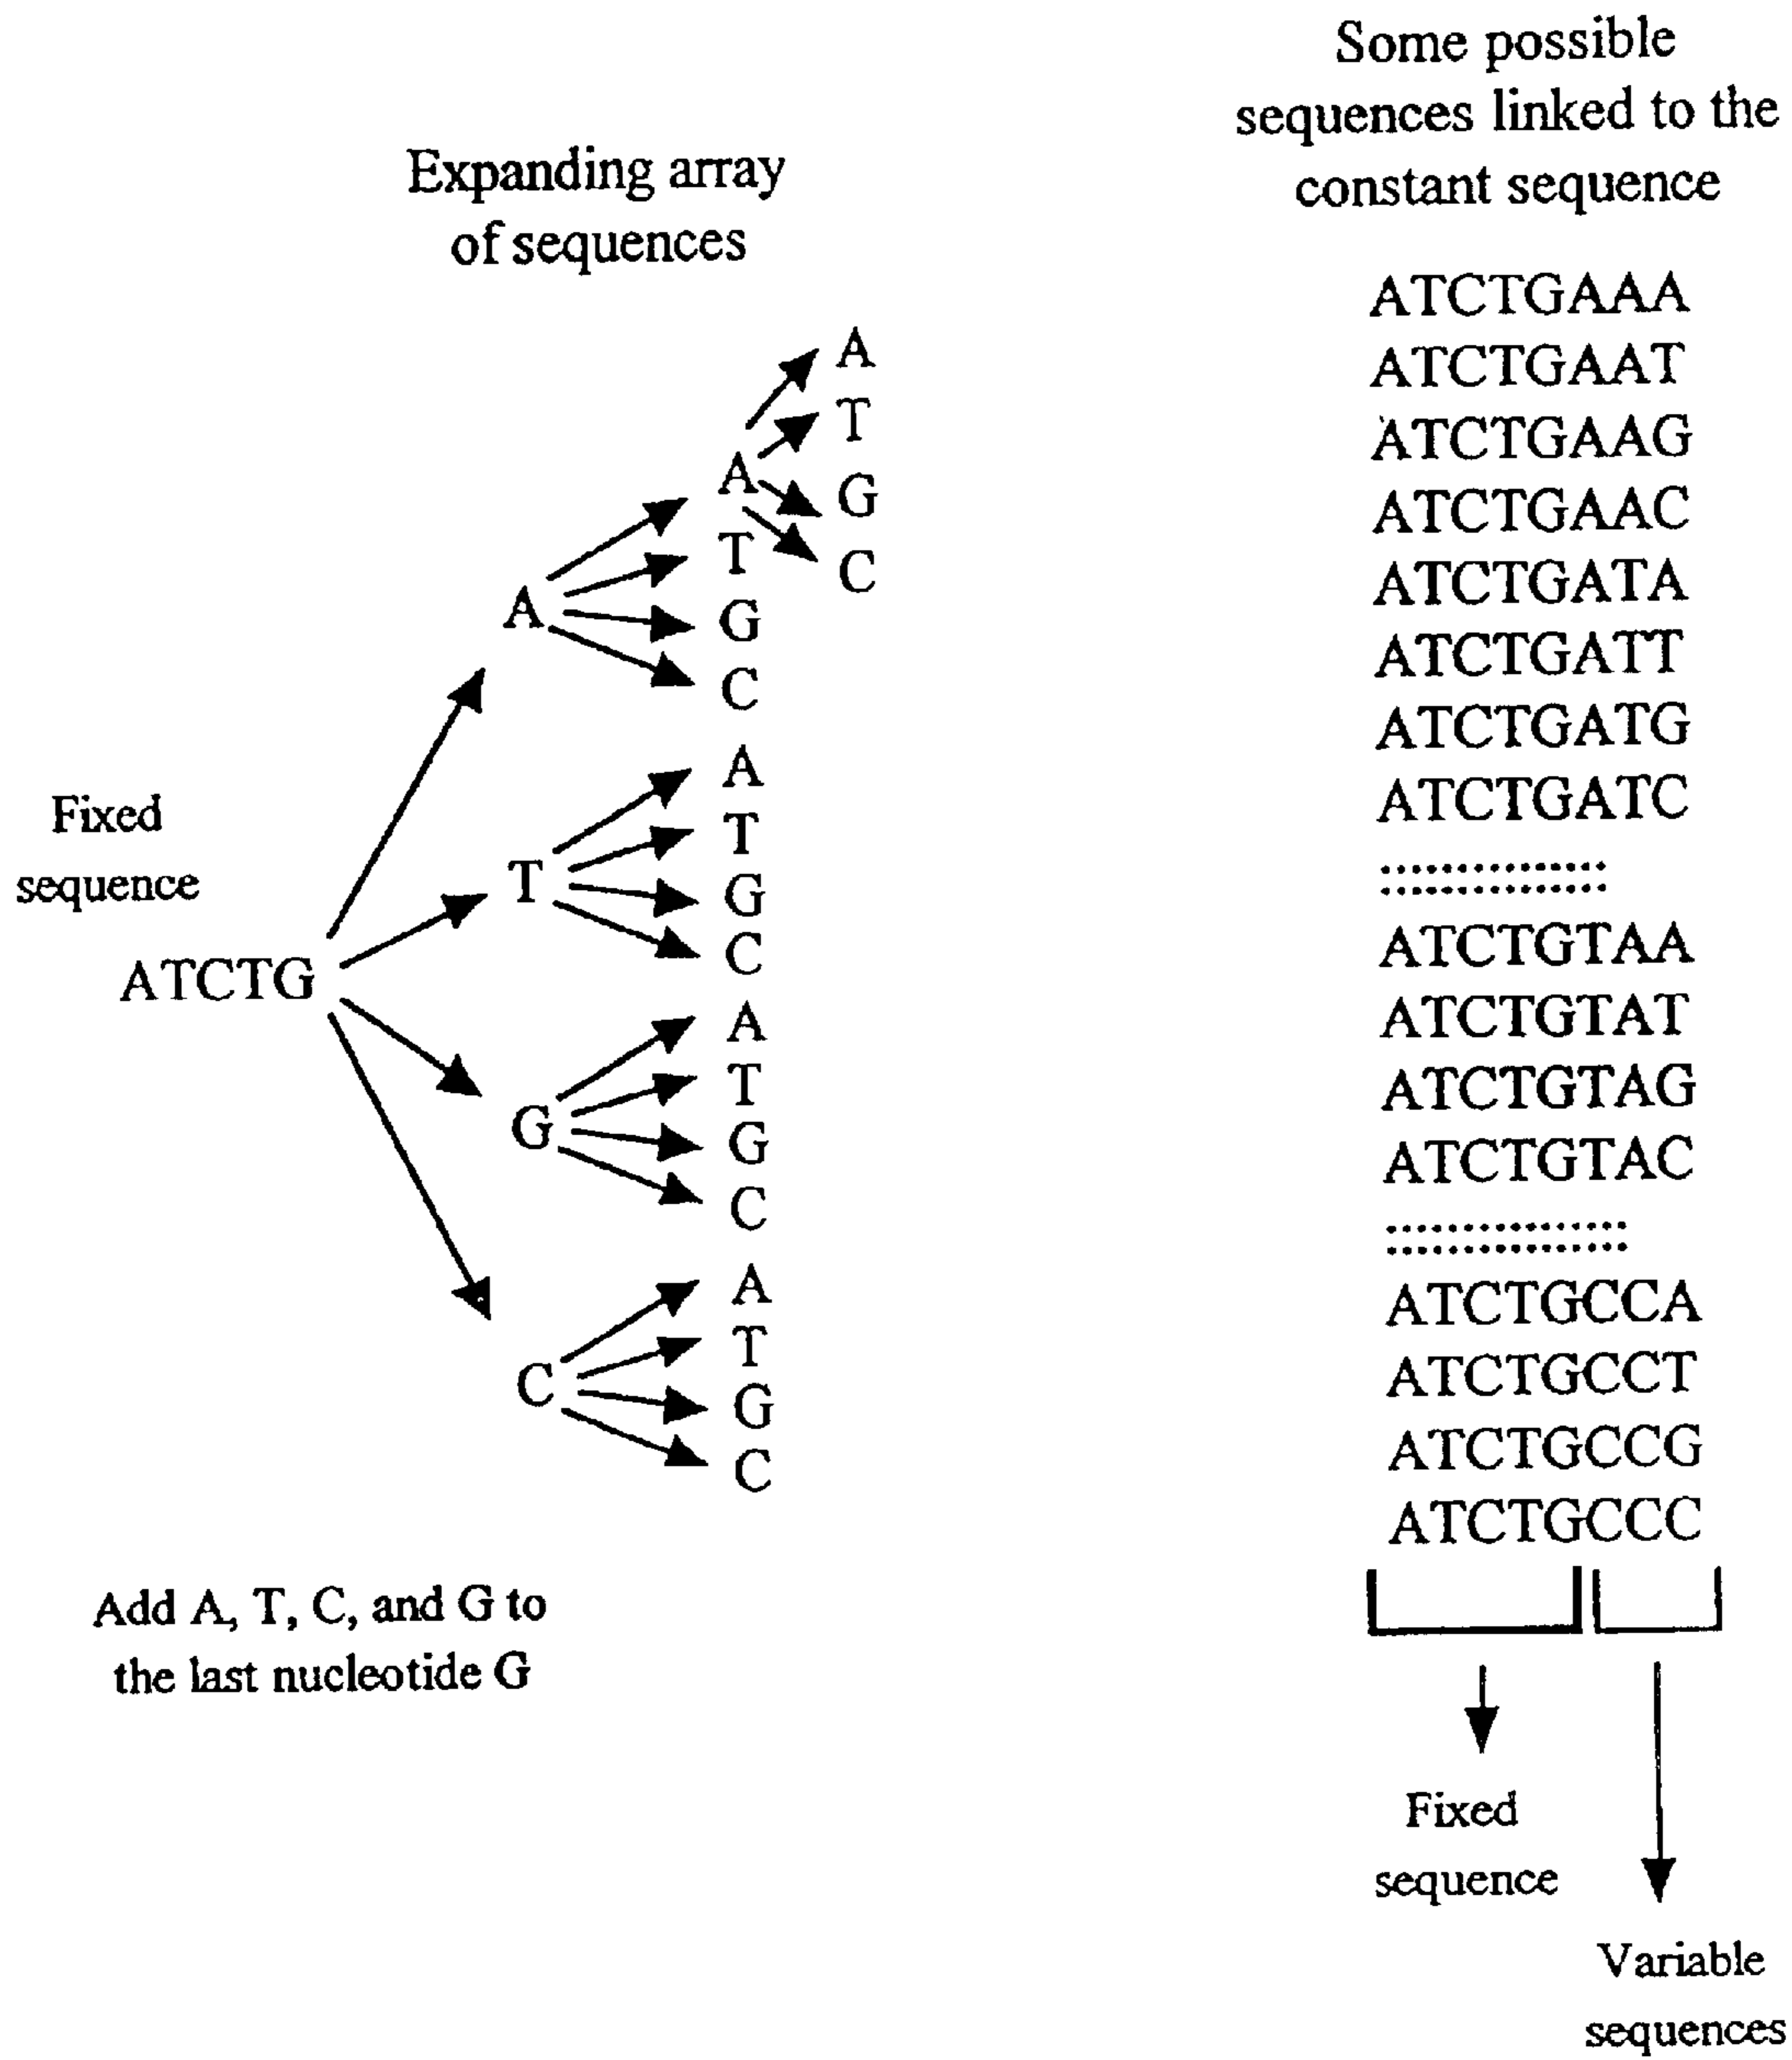 Expanding array
of sequences
A
T
G
C
A
T
G
C
A
A
T
G
C
T
A
T
G
C
G
A
T
G
C
C
Fixed
sequence
ATCTG
Add A, T, C, and G to
the last nucleotide G
Some possible
sequences linked to the
constant sequence
ATCTGAAA
ATCTGAAT
ATCTGAAG
ATCTGAAC
ATCTGATA
ATCTGATT
ATCTGATG
ATCTGATC
ATCTGTAA
ATCTGTAT
ATCTGTAG
ATCTGTAC
ATCTGCCA
ATCTGCCT
ATCTGCCG
ATCTGCCC
Fixed
sequence
Variable
sequences